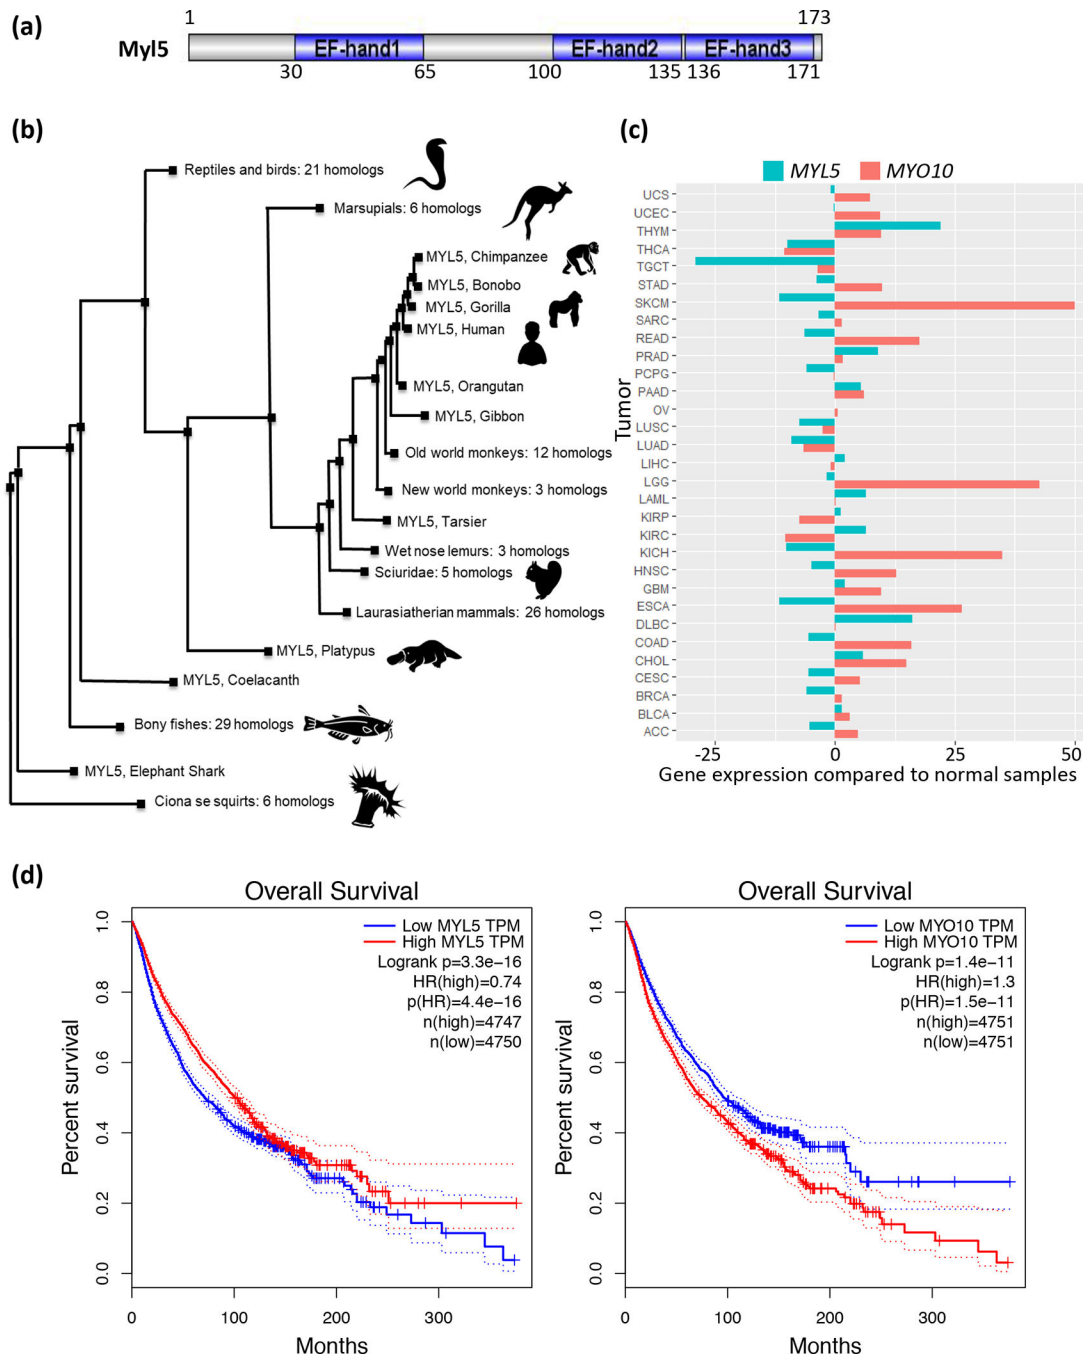 (a)
1
173
Myl5
EF-hand1
EF-hand2
EF-hand3
30
65
100
135
136
171
(b)
Reptiles and birds: 21 homologs
Marsupials: 6 homologs
MYL5, Chimpanzee
MYL5, Bonobo
MYL5, Gorilla
MYL5, Human
MYL5, Orangutan
MYL5, Gibbon
Old world monkeys: 12 homologs
New world monkeys: 3 homologs
MYL5, Tarsier
Wet nose lemurs: 3 homologs
Sciuridae: 5 homologs
Laurasiatherian mammals: 26 homologs
MYL5, Platypus
MYL5, Coelacanth
Bony fishes: 29 homologs
MYL5, Elephant Shark
Ciona se squirts: 6 homologs
(c)
MYL5
MYO10
Tumor
UCS
UCEC
THYM
THCA
TGCT
STAD
SKCM
SARC
READ
PRAD
PCPG
PAAD
OV
LUSC
LUAD
LIHC
LGG
LAML
KIRP
KIRC
KICH
HNSC
GBM
ESCA
DLBC
COAD
CHOL
CESC
BRCA
BLCA
ACC
-25
0
25
50
Gene expression compared to normal samples
(d)
Overall Survival
Low MYL5 TPM
High MYL5 TPM
Logrank p=3.3e-16
HR(high)=0.74
p(HR)=4.4e-16
n(high)=4747
n(low)=4750
Percent survival
1.0
0.8
0.6
0.4
0.2
0.0
0
100
200
300
Months
Overall Survival
Low MYO10 TPM
High MYO10 TPM
Logrank p=1.4e-11
HR(high)=1.3
p(HR)=1.5e-11
n(high)=4751
n(low)=4751
Percent survival
1.0
0.8
0.6
0.4
0.2
0.0
0
100
200
300
Months